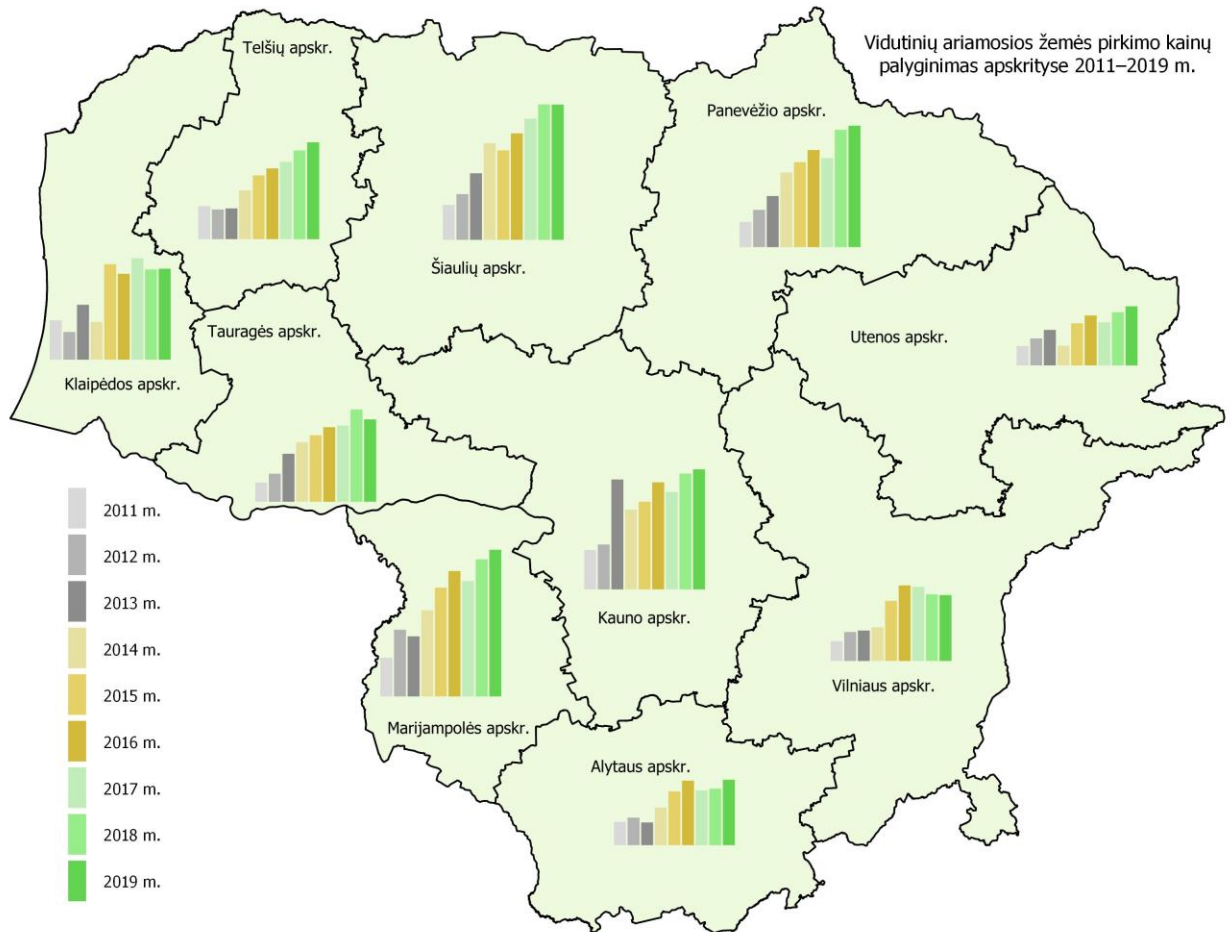 Vidutinių ariamosios žemės pirkimo kainų
palyginimas apskrityse 2011–2019 m.
Telšių apskr.
Panevėžio apskr.
Šiaulių apskr.
Tauragės apskr.
Utenos apskr.
Klaipėdos apskr.
Kauno apskr.
Vilniaus apskr.
Marijampolės apskr.
Alytaus apskr.
2011 m.
2012 m.
2013 m.
2014 m.
2015 m.
2016 m.
2017 m.
2018 m.
2019 m.